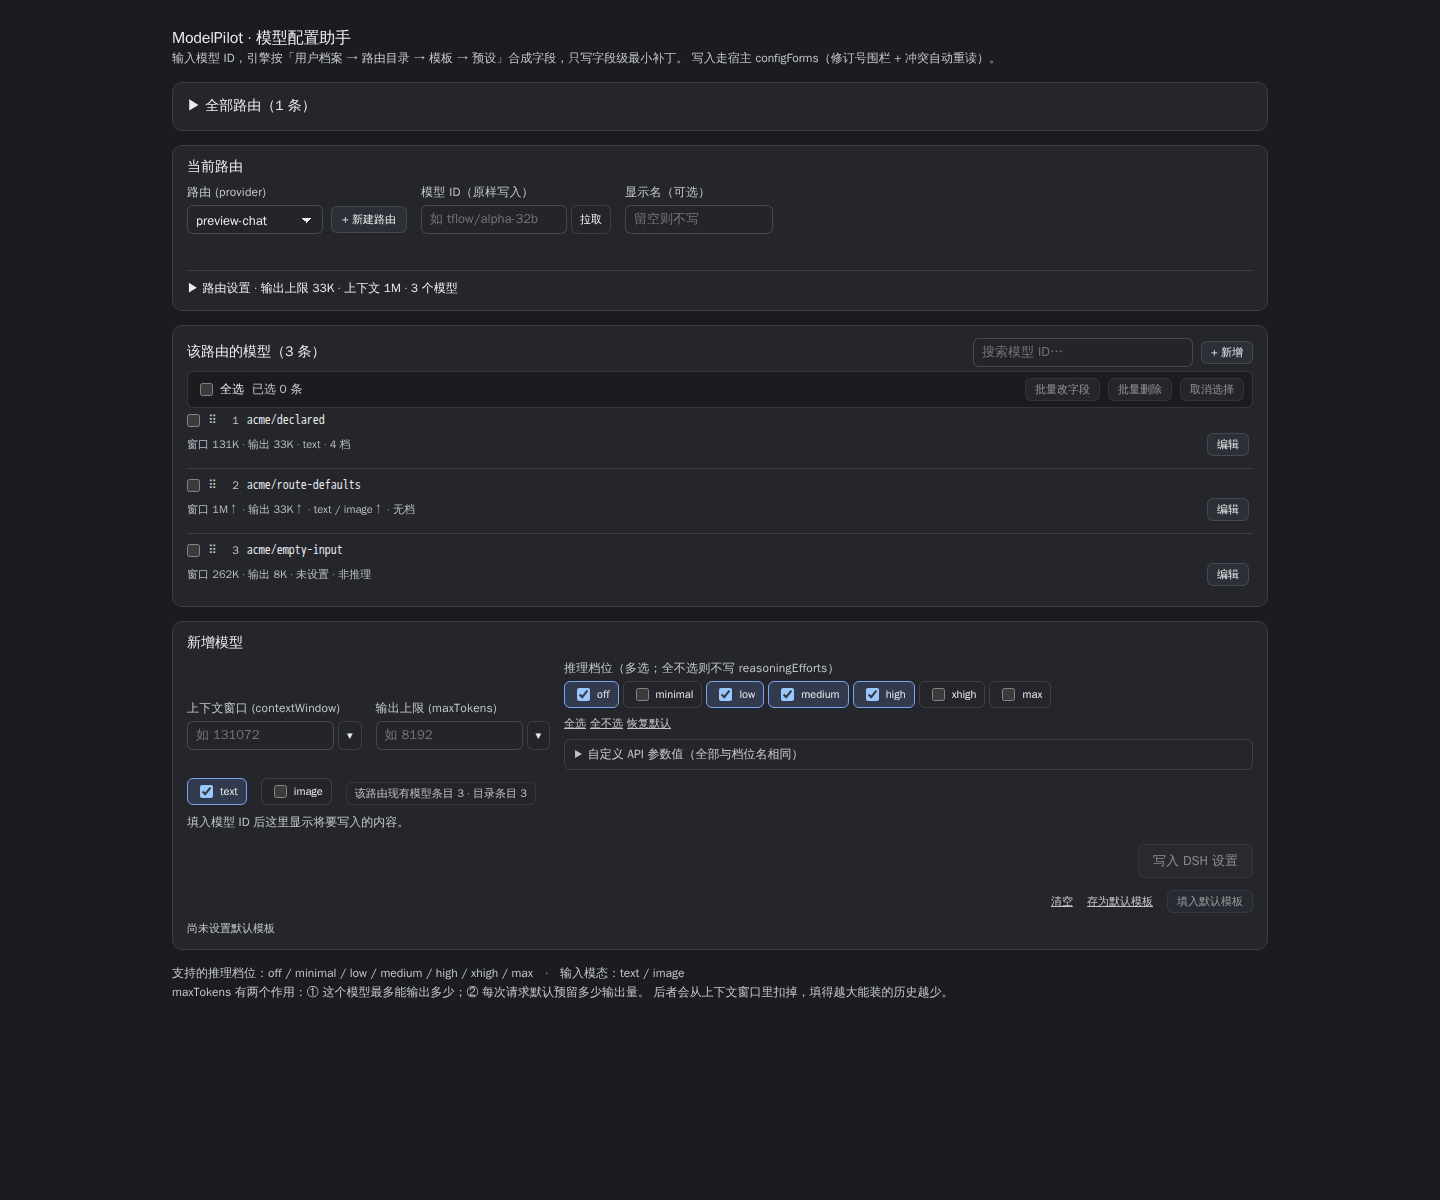 ModelPilot · 模型配置助手
输入模型 ID，引擎按「用户档案 → 路由目录 → 模板 → 预设」合成字段，只写字段级最小补丁。 写入走宿主 configForms（修订号围栏 + 冲突自动重读）。
▶ 全部路由（1 条）
当前路由
路由 (provider) 模型 ID（原样写入） 显示名（可选）
preview-chat + 新建路由 如 tflow/alpha-32b 拉取 留空则不写
▶ 路由设置 · 输出上限 33K · 上下文 1M · 3 个模型
该路由的模型（3 条） 搜索模型 ID… + 新增
全选 已选 0 条 批量改字段 批量删除 取消选择
1 acme/declared
窗口 131K · 输出 33K · text · 4 档 编辑
2 acme/route-defaults
窗口 1M↑ · 输出 33K↑ · text / image↑ · 无档 编辑
3 acme/empty-input
窗口 262K · 输出 8K · 未设置 · 非推理 编辑
新增模型
推理档位（多选；全不选则不写 reasoningEfforts）
off minimal low medium high xhigh max
上下文窗口 (contextWindow) 输出上限 (maxTokens)
全选 全不选 恢复默认
如 131072 ▾ 如 8192 ▾
▶ 自定义 API 参数值（全部与档位名相同）
text image 该路由现有模型条目 3 · 目录条目 3
填入模型 ID 后这里显示将要写入的内容。
写入 DSH 设置
清空 存为默认模板 填入默认模板
尚未设置默认模板
支持的推理档位：off / minimal / low / medium / high / xhigh / max · 输入模态：text / image
maxTokens 有两个作用：① 这个模型最多能输出多少；② 每次请求默认预留多少输出量。 后者会从上下文窗口里扣掉，填得越大能装的历史越少。